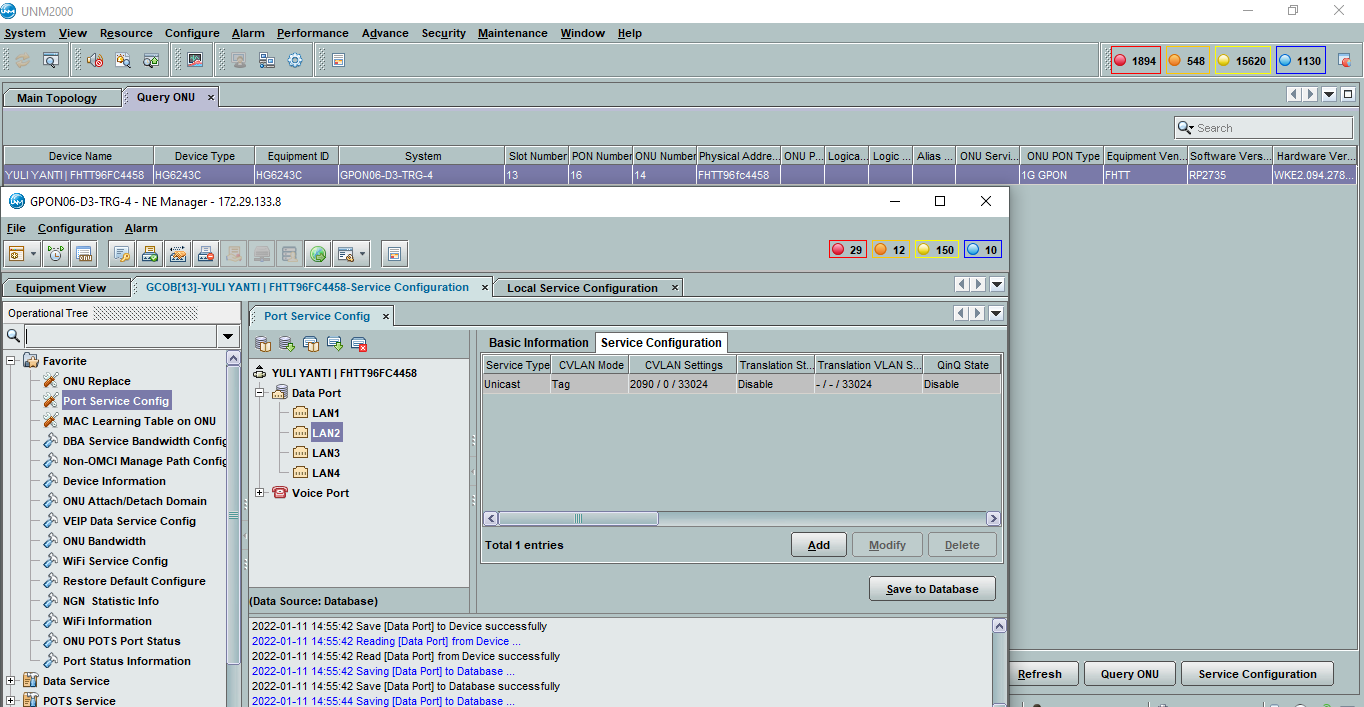 UNM2000
System View Resource Configure Alarm Performance Advance Security Maintenance Window Help
1894 548 15620 1130
Main Topology Query ONU ×
Search
Device Name Device Type Equipment ID System Slot Number PON Number ONU Number Physical Addre... ONU P... Logica... Logic ... Alias ... ONU Servi... ONU PON Type Equipment Ven... Software Vers... Hardware Ver...
YULI YANTI | FHTT96FC4458 HG6243C HG6243C GPON06-D3-TRG-4 13 16 14 FHTT96fc4458 1G GPON FHTT RP2735 WKE2.094.278...
GPON06-D3-TRG-4 - NE Manager - 172.29.133.8
File Configuration Alarm
29 12 150 10
Equipment View GCOB[13]-YULI YANTI | FHTT96FC4458-Service Configuration × Local Service Configuration ×
Operational Tree
Favorite
ONU Replace
Port Service Config
MAC Learning Table on ONU
DBA Service Bandwidth Config
Non-OMCI Manage Path Config
Device Information
ONU Attach/Detach Domain
VEIP Data Service Config
ONU Bandwidth
WiFi Service Config
Restore Default Configure
NGN Statistic Info
WiFi Information
ONU POTS Port Status
Port Status Information
Data Service
POTS Service
Port Service Config ×
YULI YANTI | FHTT96FC4458
Data Port
LAN1
LAN2
LAN3
LAN4
Voice Port
(Data Source: Database)
Basic Information Service Configuration
Service Type CVLAN Mode CVLAN Settings Translation St... Translation VLAN S... QinQ State
Unicast Tag 2090 / 0 / 33024 Disable - / - / 33024 Disable
Total 1 entries Add Modify Delete
Save to Database
2022-01-11 14:55:42 Save [Data Port] to Device successfully
2022-01-11 14:55:42 Reading [Data Port] from Device ...
2022-01-11 14:55:42 Read [Data Port] from Device successfully
2022-01-11 14:55:42 Saving [Data Port] to Database ...
2022-01-11 14:55:42 Save [Data Port] to Database successfully
2022-01-11 14:55:44 Saving [Data Port] to Database ...
Refresh Query ONU Service Configuration